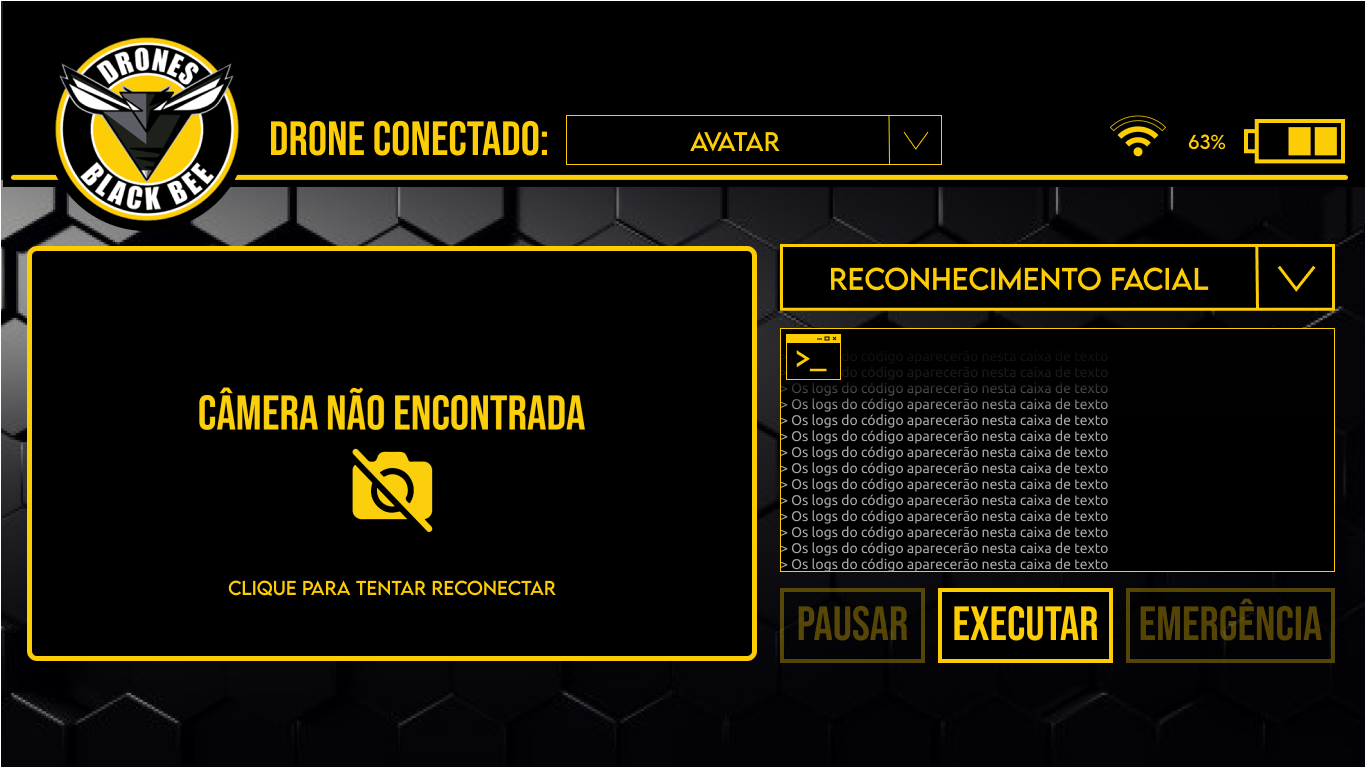 DRONES
BLACK BEE
DRONE CONECTADO:
AVATAR
63%
RECONHECIMENTO FACIAL
CÂMERA NÃO ENCONTRADA
CLIQUE PARA TENTAR RECONECTAR
>_
do código aparecerão nesta caixa de texto
do código aparecerão nesta caixa de texto
> Os logs do código aparecerão nesta caixa de texto
> Os logs do código aparecerão nesta caixa de texto
> Os logs do código aparecerão nesta caixa de texto
> Os logs do código aparecerão nesta caixa de texto
> Os logs do código aparecerão nesta caixa de texto
> Os logs do código aparecerão nesta caixa de texto
> Os logs do código aparecerão nesta caixa de texto
> Os logs do código aparecerão nesta caixa de texto
> Os logs do código aparecerão nesta caixa de texto
> Os logs do código aparecerão nesta caixa de texto
> Os logs do código aparecerão nesta caixa de texto
> Os logs do código aparecerão nesta caixa de texto
PAUSAR
EXECUTAR
EMERGÊNCIA